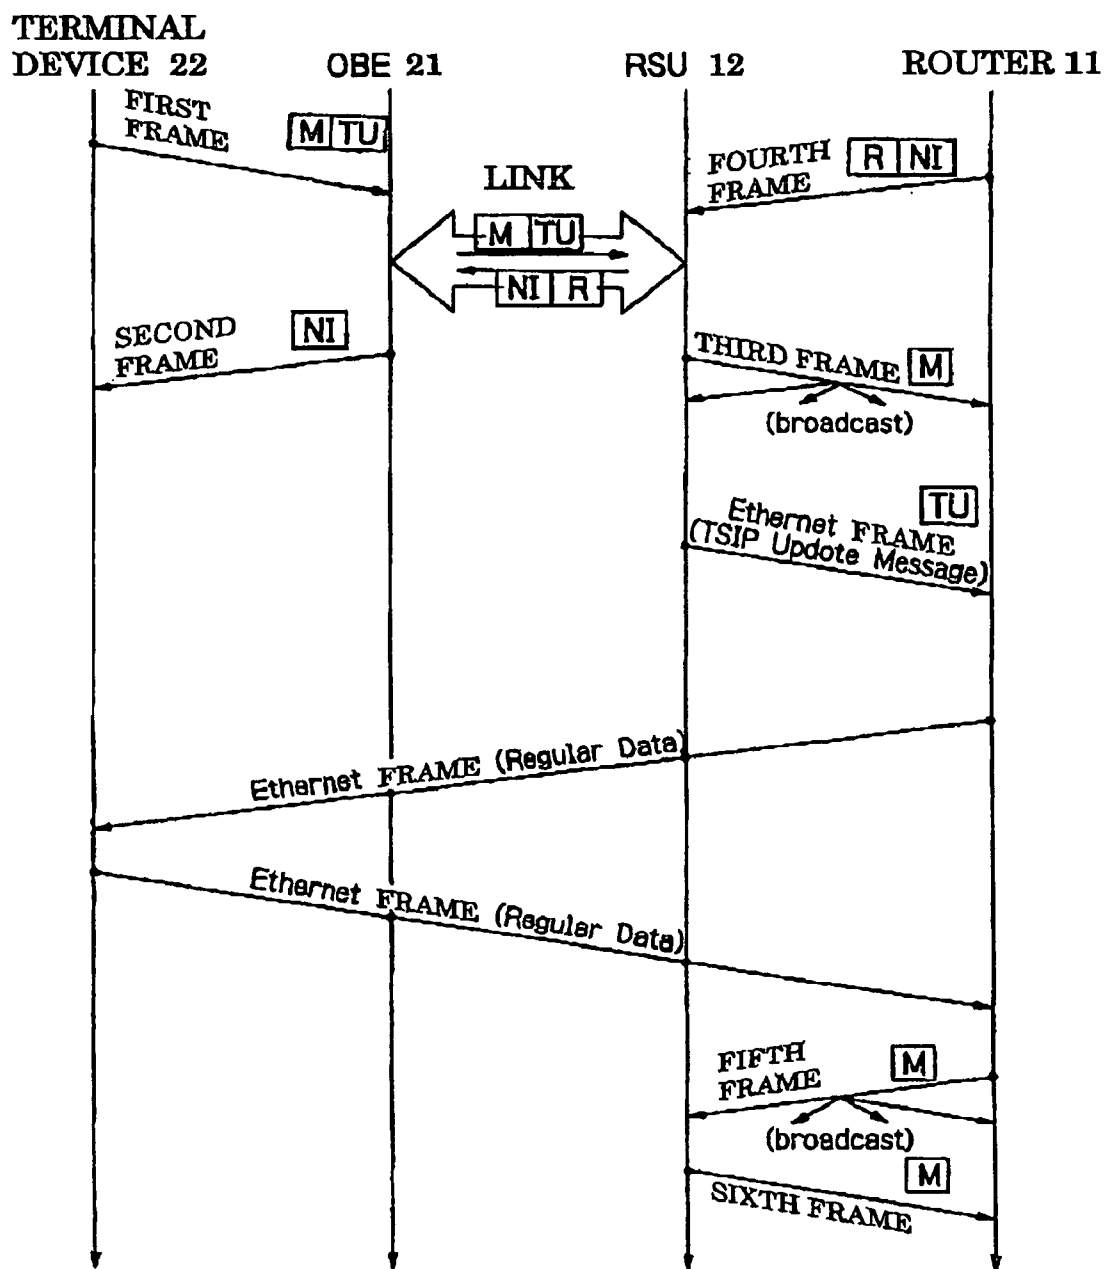 TERMINAL
DEVICE 22
OBE 21
RSU 12
ROUTER 11
FIRST
FRAME
M TU
FOURTH
FRAME
R NI
LINK
M TU
NI R
SECOND
FRAME
NI
THIRD FRAME M
(broadcast)
TU
Ethernet FRAME
(TSIP Updote Message)
Ethernet FRAME (Regular Data)
Ethernet FRAME (Regular Data)
FIFTH
FRAME
M
(broadcast)
M
SIXTH FRAME